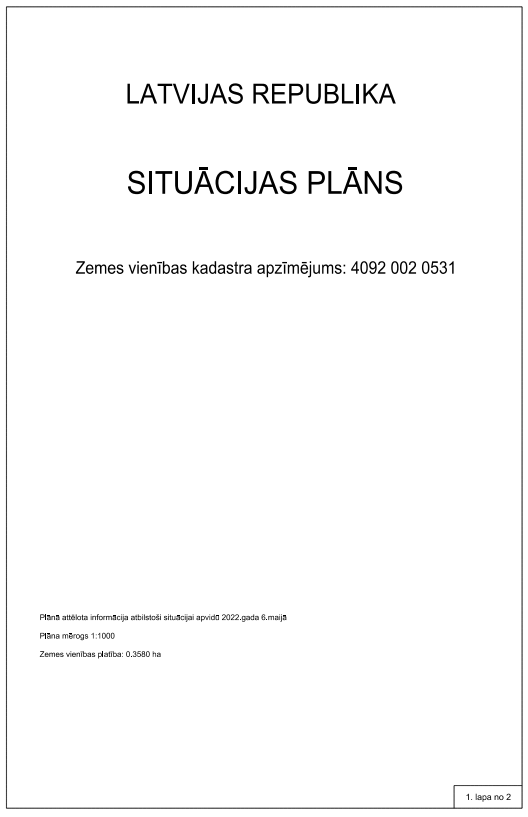 LATVIJAS REPUBLIKA
SITUĀCIJAS PLĀNS
Zemes vienības kadastra apzīmējums: 4092 002 0531
Plānā attēlota informācija atbilstoši situācijai apvidū 2022.gada 6.maijā
Plāna mērogs 1:1000
Zemes vienības platība: 0.3580 ha
1. lapa no 2